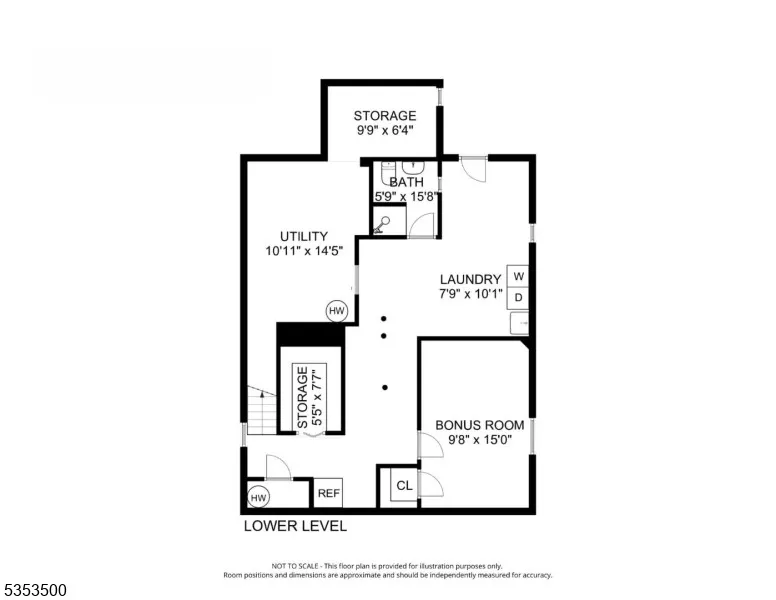 STORAGE
9'9" x 6'4"
BATH
5'9" x 15'8"
UTILITY
10'11" x 14'5"
LAUNDRY
7'9" x 10'1"
W
D
HW
STORAGE
5'5" x 7'7"
BONUS ROOM
9'8" x 15'0"
CL
REF
HW
LOWER LEVEL
NOT TO SCALE - This floor plan is provided for illustration purposes only.
Room positions and dimensions are approximate and should be independently measured for accuracy.
5353500